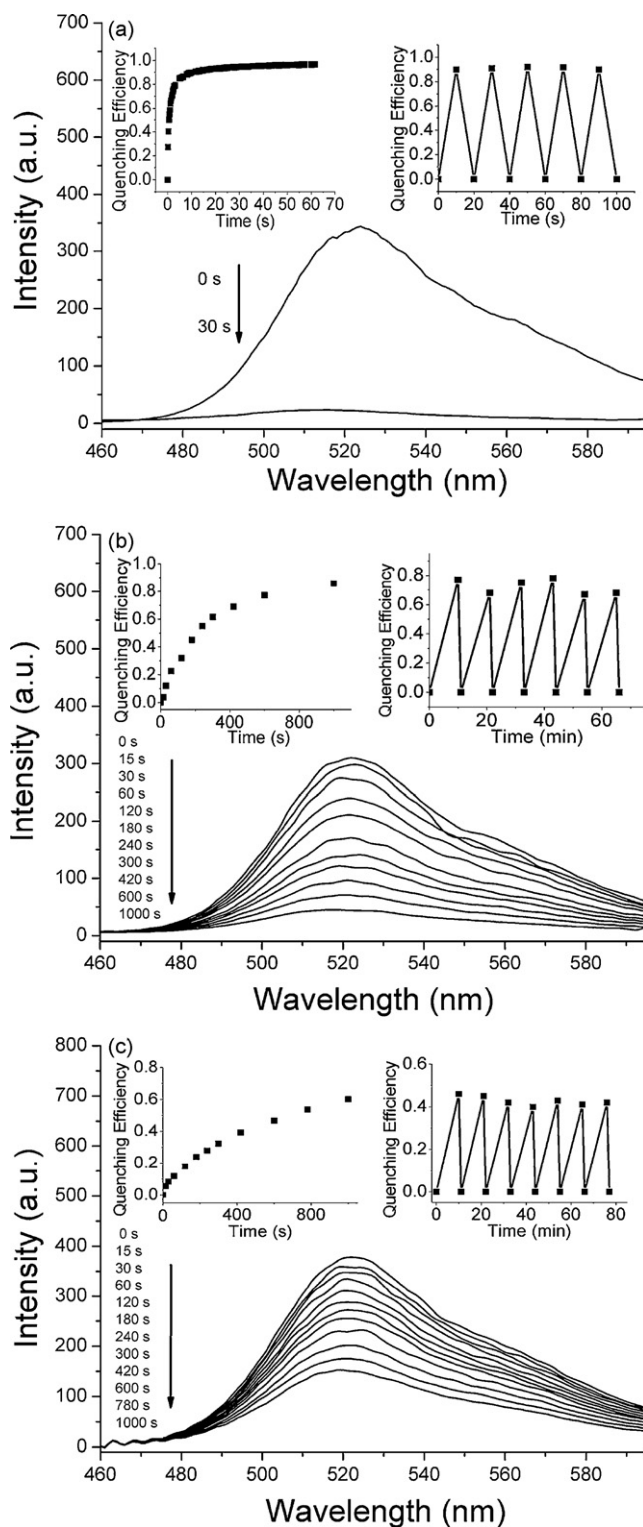 (a)
700
600
500
400
300
200
100
0
Intensity (a.u.)
460 480 500 520 540 560 580
Wavelength (nm)
Quenching Efficiency
1.0
0.8
0.6
0.4
0.2
0.0
0 10 20 30 40 50 60 70
Time (s)
Quenching Efficiency
1.0
0.8
0.6
0.4
0.2
0.0
0 20 40 60 80 100
Time (s)
0 s
30 s
(b)
700
600
500
400
300
200
100
0
Intensity (a.u.)
460 480 500 520 540 560 580
Wavelength (nm)
Quenching Efficiency
1.0
0.8
0.6
0.4
0.2
0.0
0 400 800
Time (s)
Quenching Efficiency
0.8
0.4
0.0
0 20 40 60
Time (min)
0 s
15 s
30 s
60 s
120 s
180 s
240 s
300 s
420 s
600 s
1000 s
(c)
800
700
600
500
400
300
200
100
0
Intensity (a.u.)
460 480 500 520 540 560 580
Wavelength (nm)
Quenching Efficiency
0.8
0.6
0.4
0.2
0.0
0 400 800
Time (s)
Quenching Efficiency
0.6
0.4
0.2
0.0
0 20 40 60 80
Time (min)
0 s
15 s
30 s
60 s
120 s
180 s
240 s
300 s
420 s
600 s
780 s
1000 s